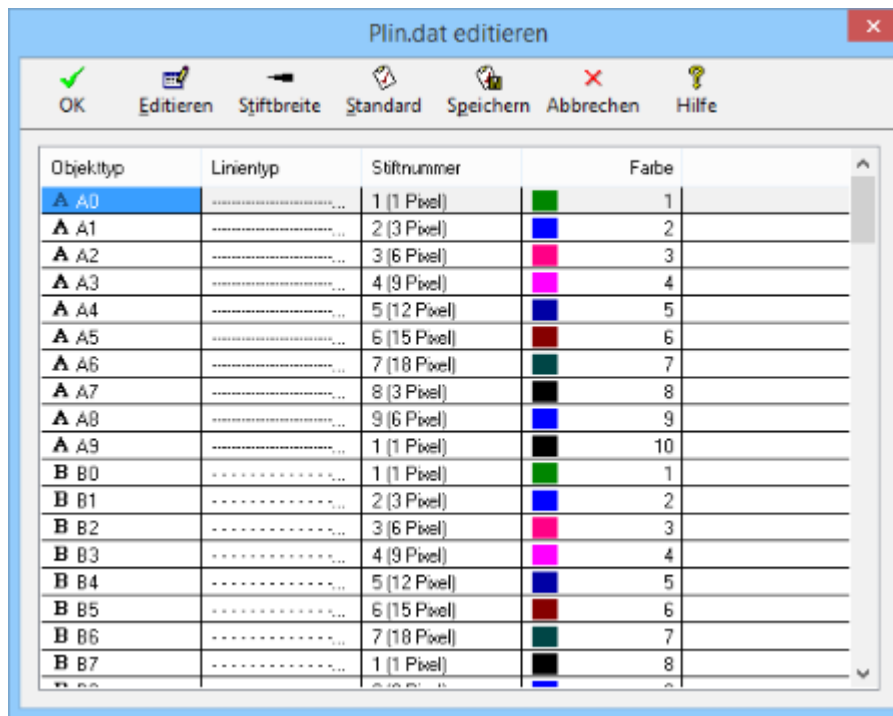 Plin.dat editieren
OK Editieren Stiftbreite Standard Speichern Abbrechen Hilfe
Objekttyp Linientyp Stiftnummer Farbe
A A0 1 (1 Pixel) 1
A A1 2 (3 Pixel) 2
A A2 3 (6 Pixel) 3
A A3 4 (9 Pixel) 4
A A4 5 (12 Pixel) 5
A A5 6 (15 Pixel) 6
A A6 7 (18 Pixel) 7
A A7 8 (3 Pixel) 8
A A8 9 (6 Pixel) 9
A A9 1 (1 Pixel) 10
B B0 1 (1 Pixel) 1
B B1 2 (3 Pixel) 2
B B2 3 (6 Pixel) 3
B B3 4 (9 Pixel) 4
B B4 5 (12 Pixel) 5
B B5 6 (15 Pixel) 6
B B6 7 (18 Pixel) 7
B B7 1 (1 Pixel) 8